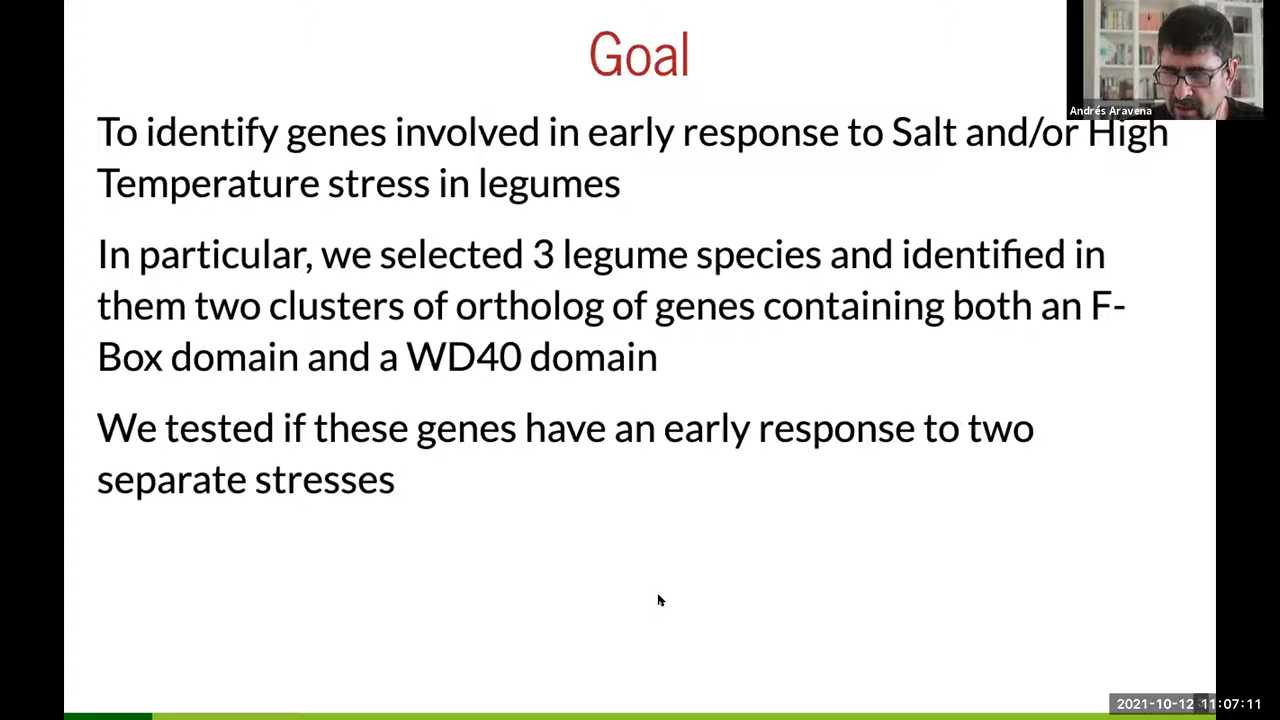 Goal
Andrés Aravena
To identify genes involved in early response to Salt and/or High
Temperature stress in legumes
In particular, we selected 3 legume species and identified in
them two clusters of ortholog of genes containing both an F-
Box domain and a WD40 domain
We tested if these genes have an early response to two
separate stresses
2021-10-12 11:07:11